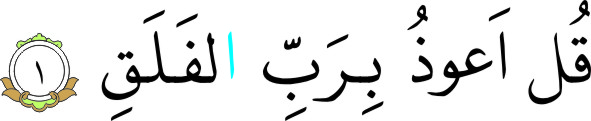 قُل اَعوذُ بِرَبِّ الفَلَقِ ١